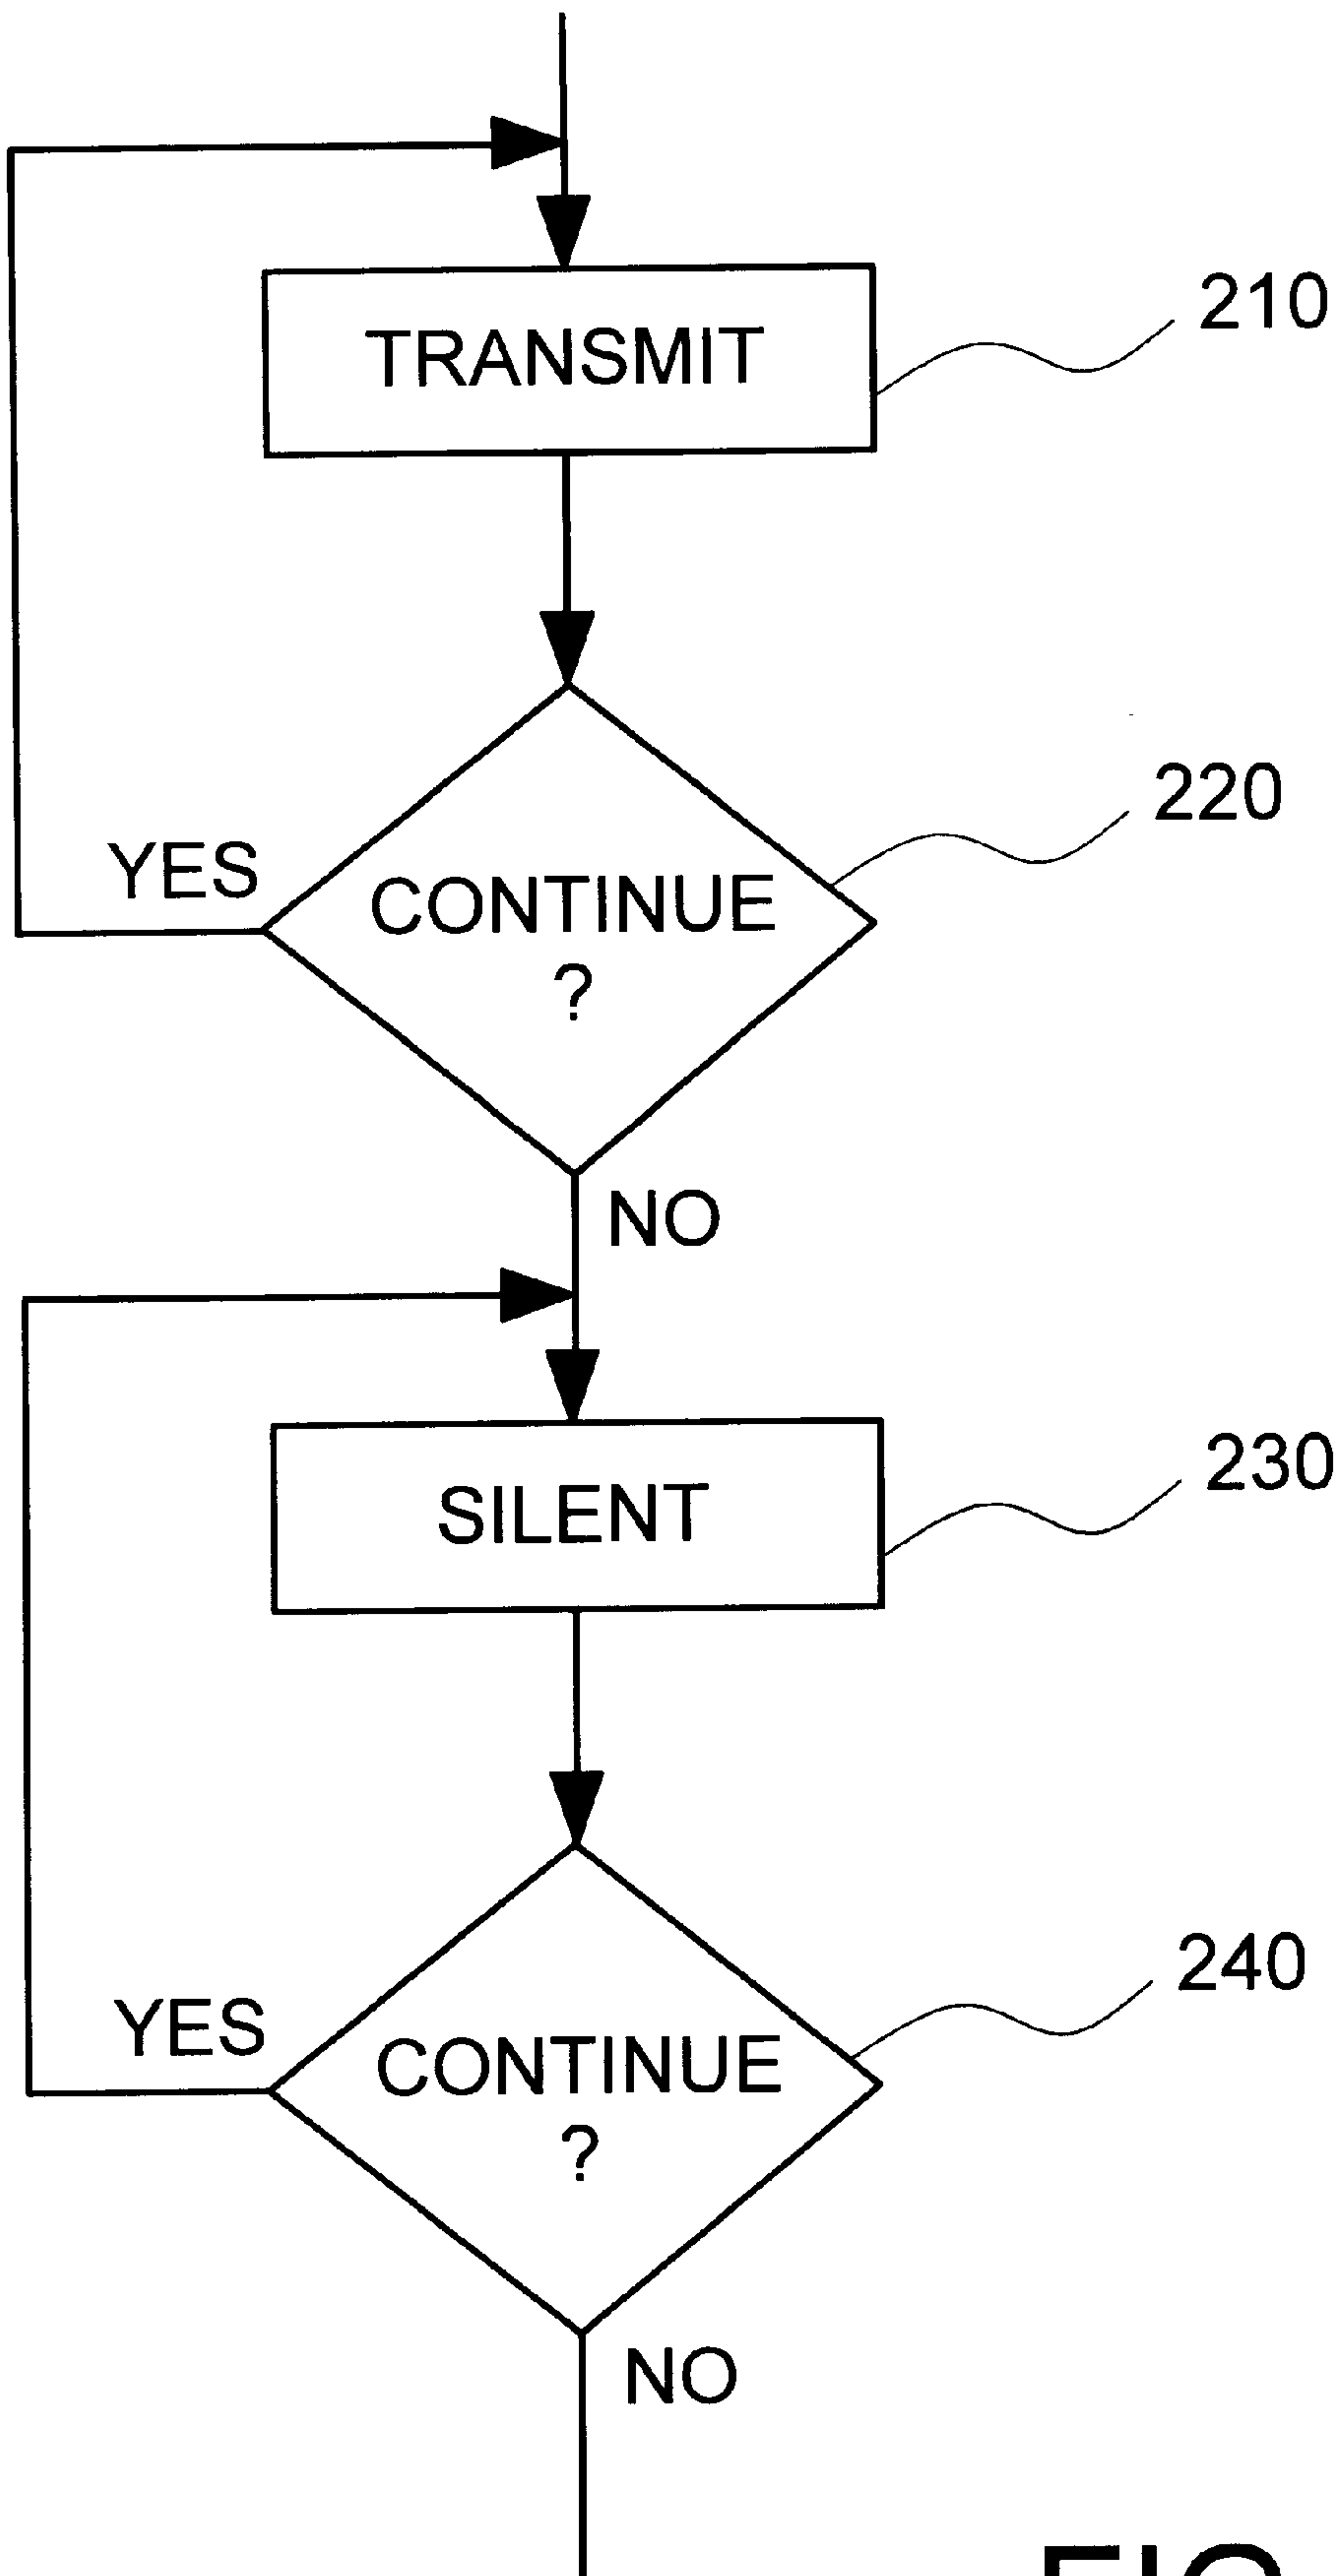 TRANSMIT
210
220
YES
CONTINUE
?
NO
SILENT
230
240
YES
CONTINUE
?
NO